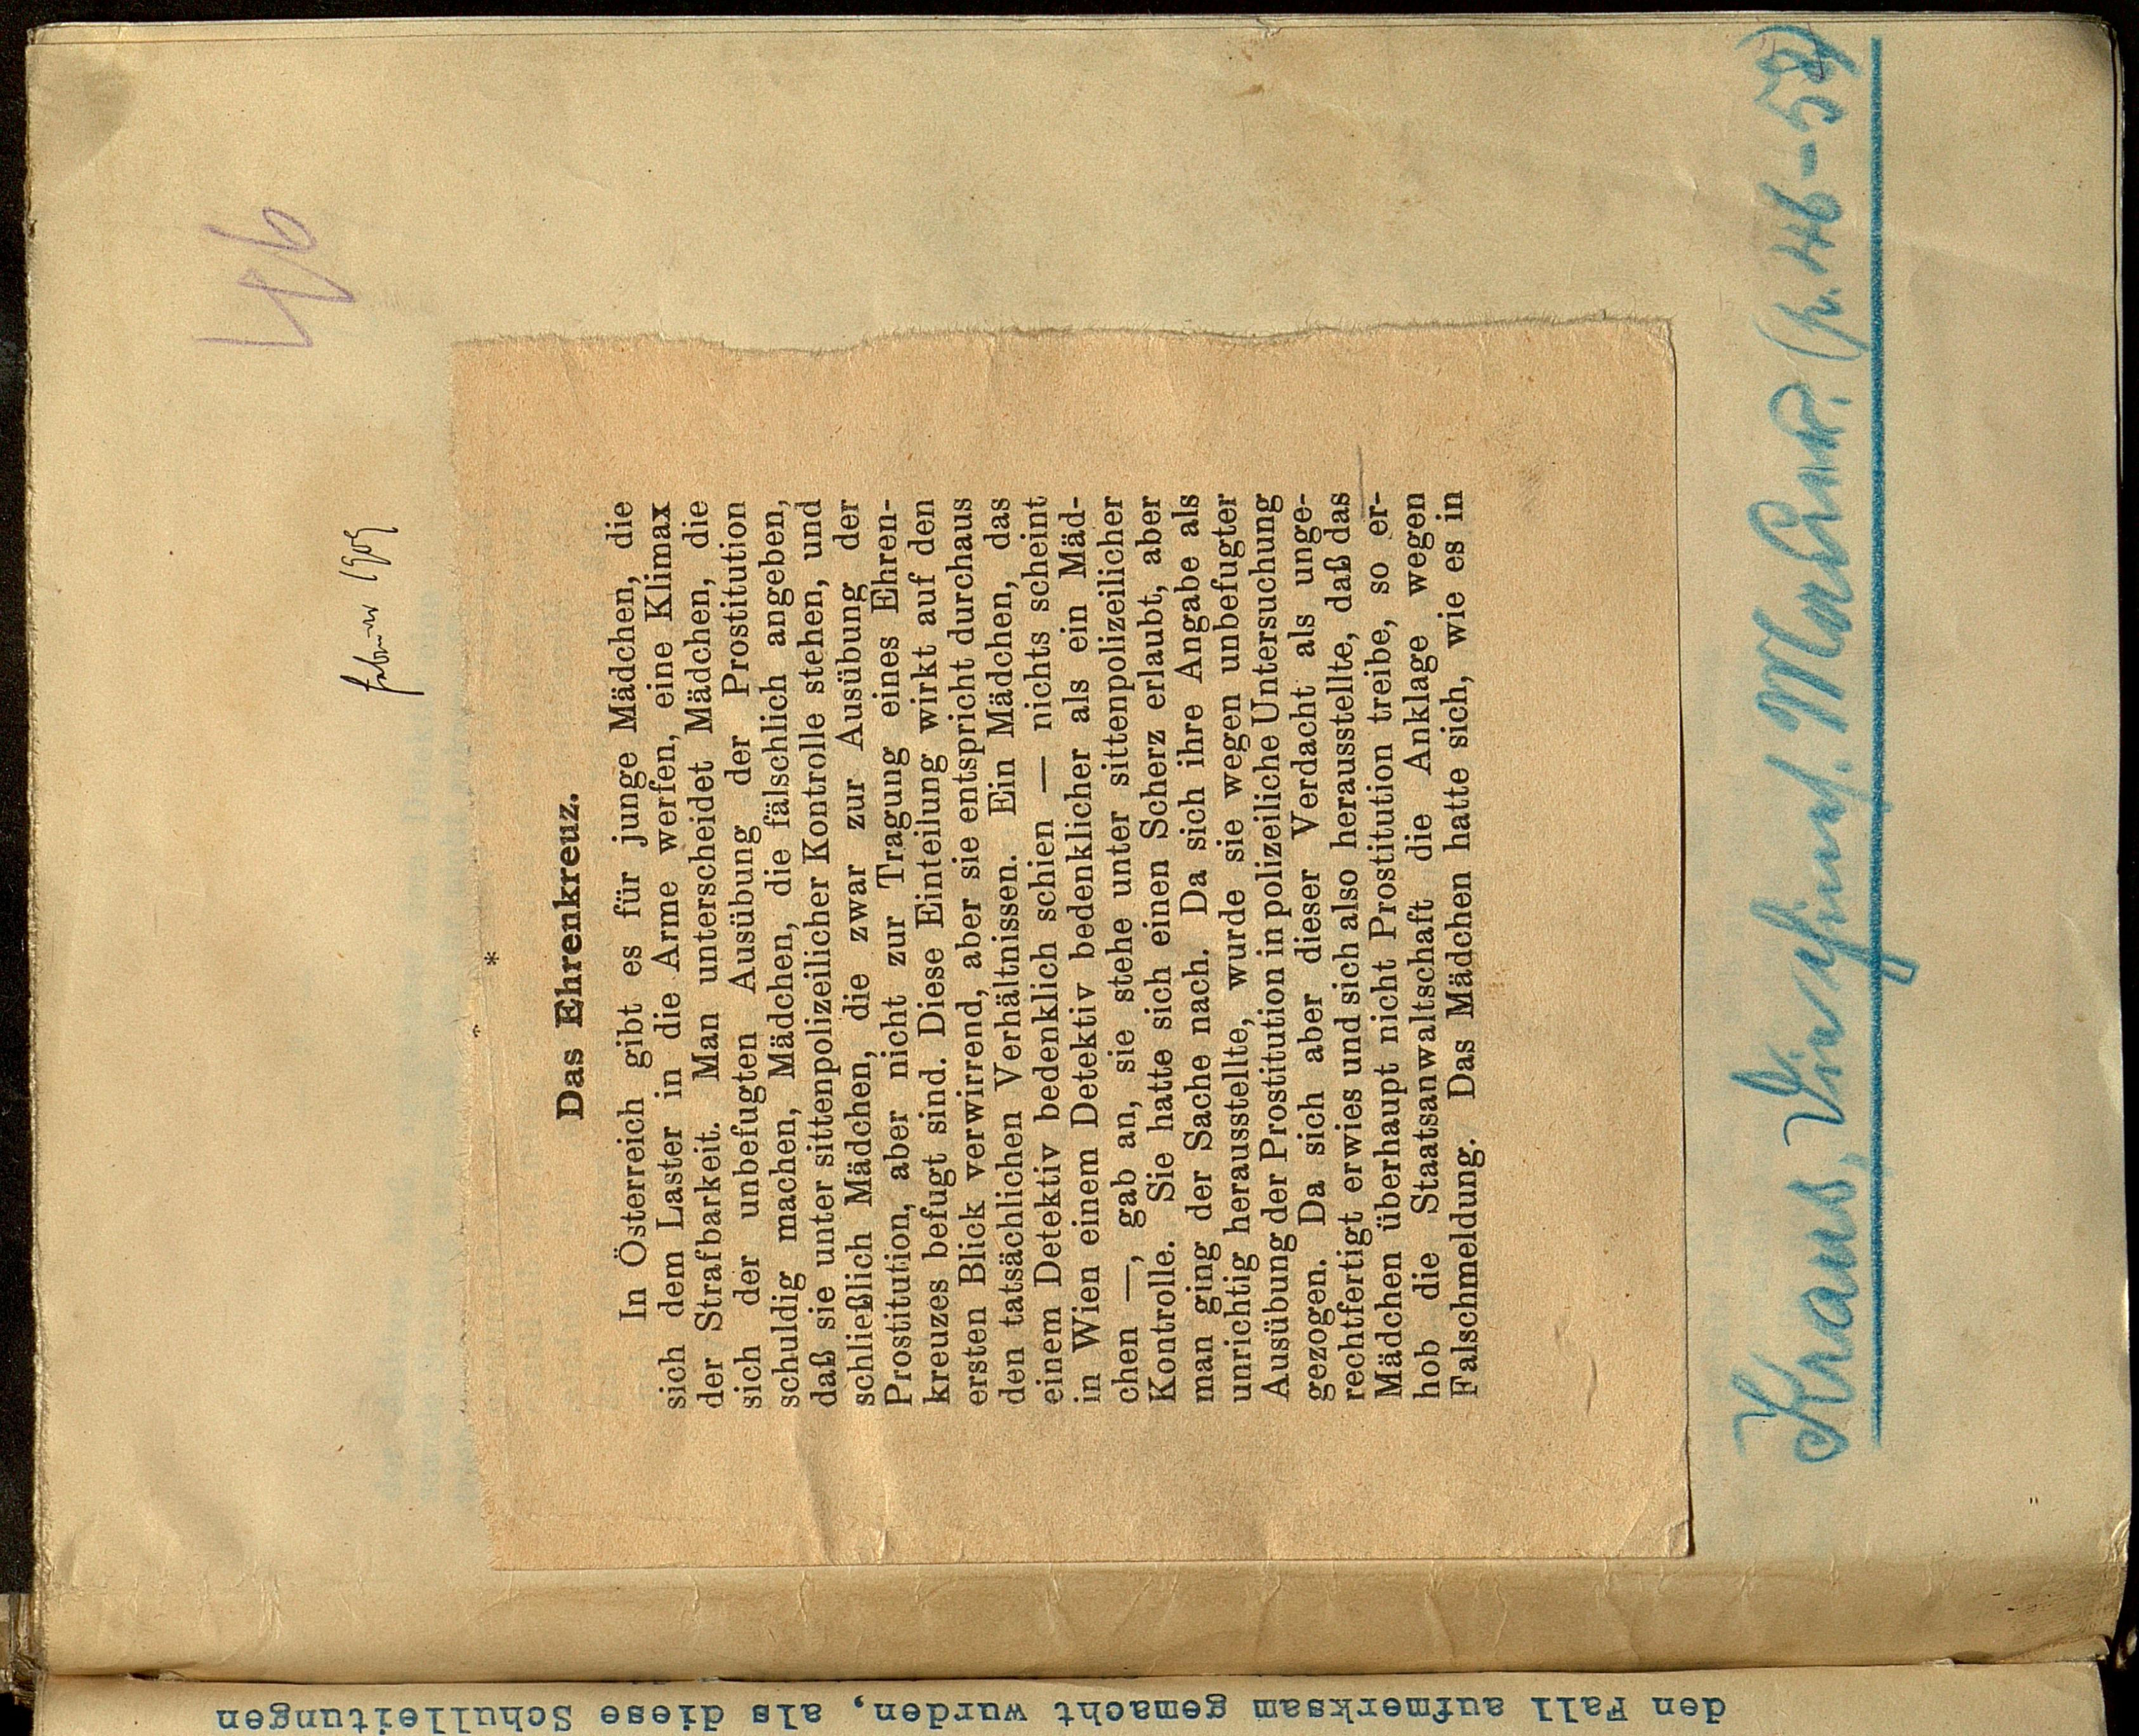 46
Februar 1909
*
Das Ehrenkreuz.
In Österreich gibt es für junge Mädchen, die
sich dem Laster in die Arme werfen, eine Klimax
der Strafbarkeit. Man unterscheidet Mädchen, die
sich der unbefugten Ausübung der Prostitution
schuldig machen, Mädchen, die fälschlich angeben,
daß sie unter sittenpolizeilicher Kontrolle stehen, und
schließlich Mädchen, die zwar zur Ausübung der
Prostitution, aber nicht zur Tragung eines Ehren-
kreuzes befugt sind. Diese Einteilung wirkt auf den
ersten Blick verwirrend, aber sie entspricht durchaus
den tatsächlichen Verhältnissen. Ein Mädchen, das
einem Detektiv bedenklich schien — nichts scheint
in Wien einem Detektiv bedenklicher als ein Mäd-
chen —, gab an, sie stehe unter sittenpolizeilicher
Kontrolle. Sie hatte sich einen Scherz erlaubt, aber
man ging der Sache nach. Da sich ihre Angabe als
unrichtig herausstellte, wurde sie wegen unbefugter
Ausübung der Prostitution in polizeiliche Untersuchung
gezogen. Da sich aber dieser Verdacht als unge-
rechtfertigt erwies und sich also herausstellte, daß das
Mädchen überhaupt nicht Prostitution treibe, so er-
hob die Staatsanwaltschaft die Anklage wegen
Falschmeldung. Das Mädchen hatte sich, wie es in
Kraus, (p. 46-58)
den Fall aufmerksam gemacht wurden, als diese Schulleitungen